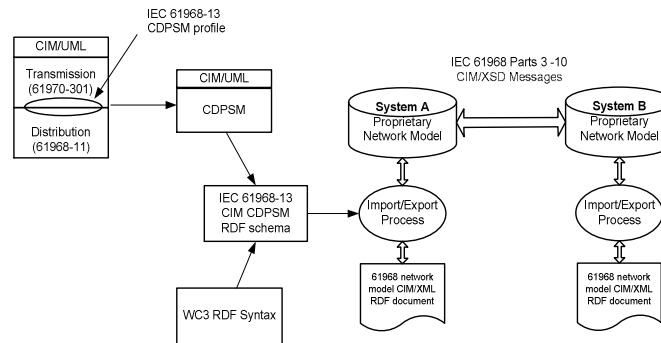 IEC 61968-13
CDPSM profile
CIM/UML
Transmission
(61970-301)
Distribution
(61968-11)
CIM/UML
CDPSM
IEC 61968-13
CIM CDPSM
RDF schema
WC3 RDF Syntax
IEC 61968 Parts 3 -10
CIM/XSD Messages
System A
Proprietary
Network Model
System B
Proprietary
Network Model
Import/Export
Process
Import/Export
Process
61968 network
model CIM/XML
RDF document
61968 network
model CIM/XML
RDF document